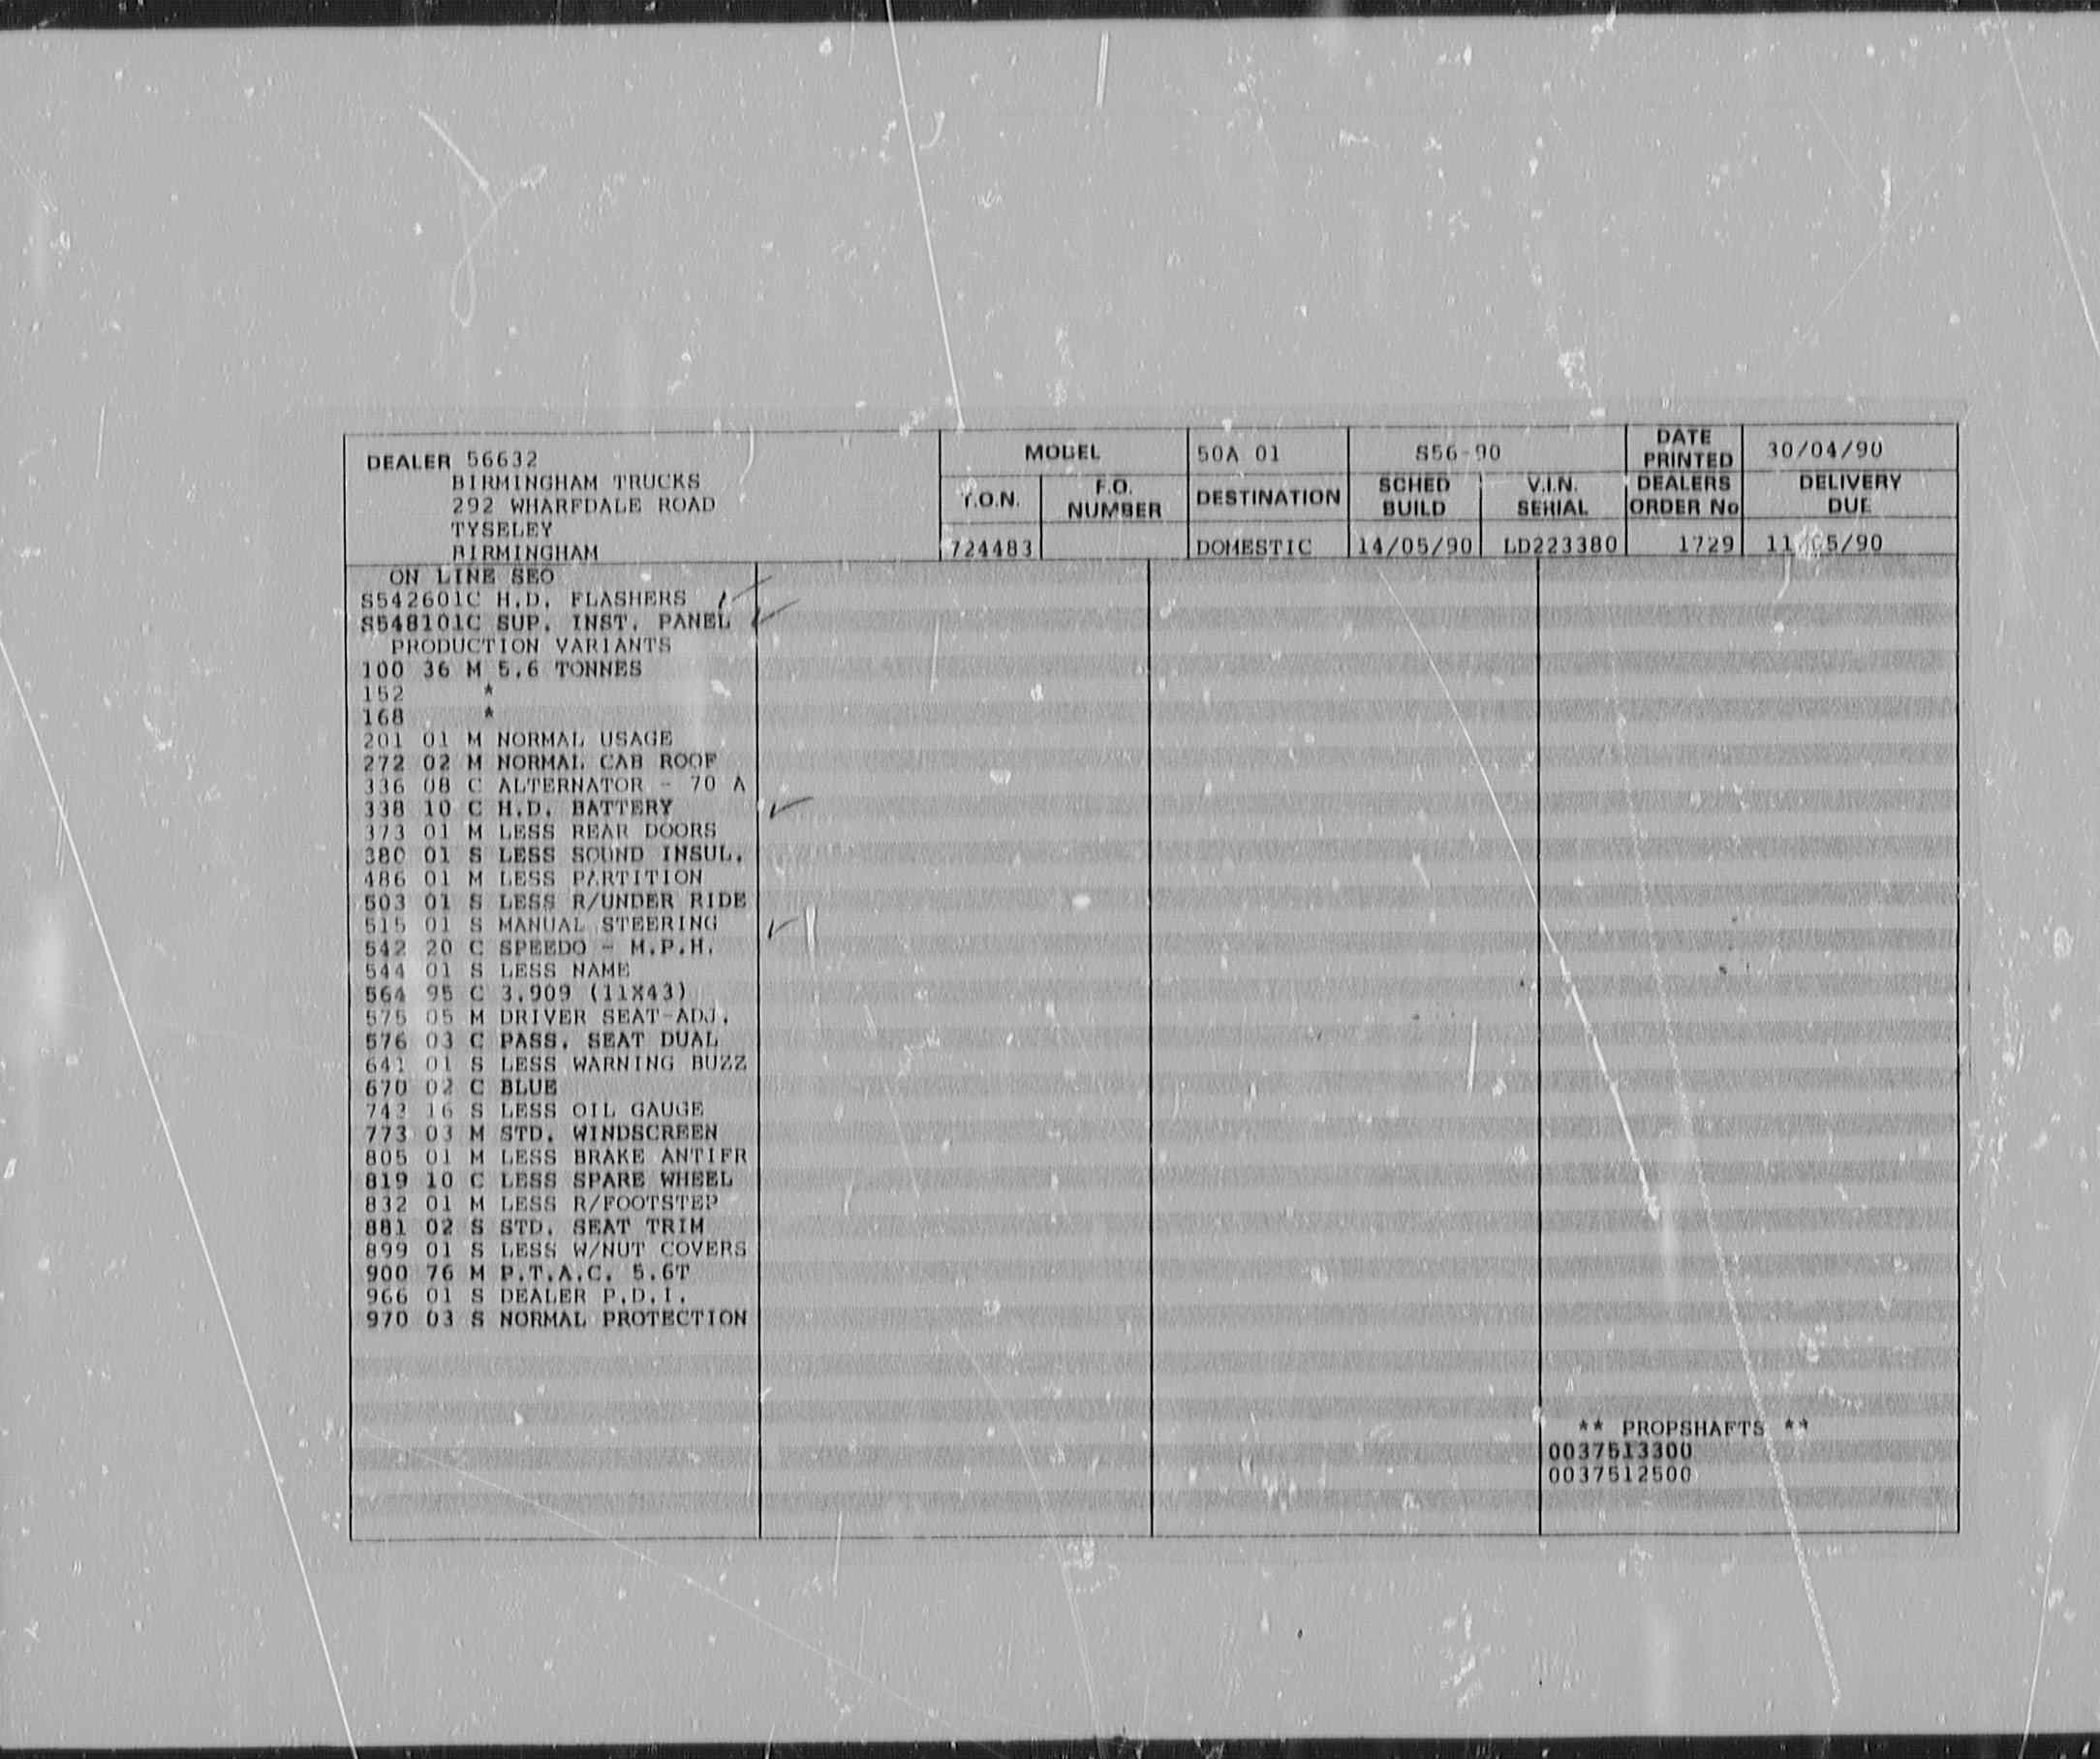 DEALER 56632
BIRMINGHAM TRUCKS
292 WHARFDALE ROAD
TYSELEY
BIRMINGHAM
MODEL 50A 01 S56-90 DATE PRINTED 30/04/90
Y.O.N. F.O. NUMBER DESTINATION SCHED BUILD V.I.N. SERIAL DEALERS ORDER No DELIVERY DUE
724483 DOMESTIC 14/05/90 LD223380 1729 11/05/90
ON LINE SEO
S542601C H.D. FLASHERS
S548101C SUP. INST. PANEL
PRODUCTION VARIANTS
100 36 M 5.6 TONNES
152 *
168 *
201 01 M NORMAL USAGE
272 02 M NORMAL CAB ROOF
336 08 C ALTERNATOR - 70 A
338 10 C H.D. BATTERY
373 01 M LESS REAR DOORS
380 01 S LESS SOUND INSUL.
486 01 M LESS PARTITION
503 01 S LESS R/UNDER RIDE
515 01 S MANUAL STEERING
542 20 C SPEEDO - M.P.H.
544 01 S LESS NAME
564 95 C 3.909 (11X43)
575 05 M DRIVER SEAT-ADJ.
576 03 C PASS. SEAT DUAL
641 01 S LESS WARNING BUZZ
670 02 C BLUE
743 16 S LESS OIL GAUGE
773 03 M STD. WINDSCREEN
805 01 M LESS BRAKE ANTIFR
819 10 C LESS SPARE WHEEL
832 01 M LESS R/FOOTSTEP
881 02 S STD. SEAT TRIM
899 01 S LESS W/NUT COVERS
900 76 M P.T.A.C. 5.6T
966 01 S DEALER P.D.I.
970 03 S NORMAL PROTECTION
** PROPSHAFTS **
0037513300
0037512500